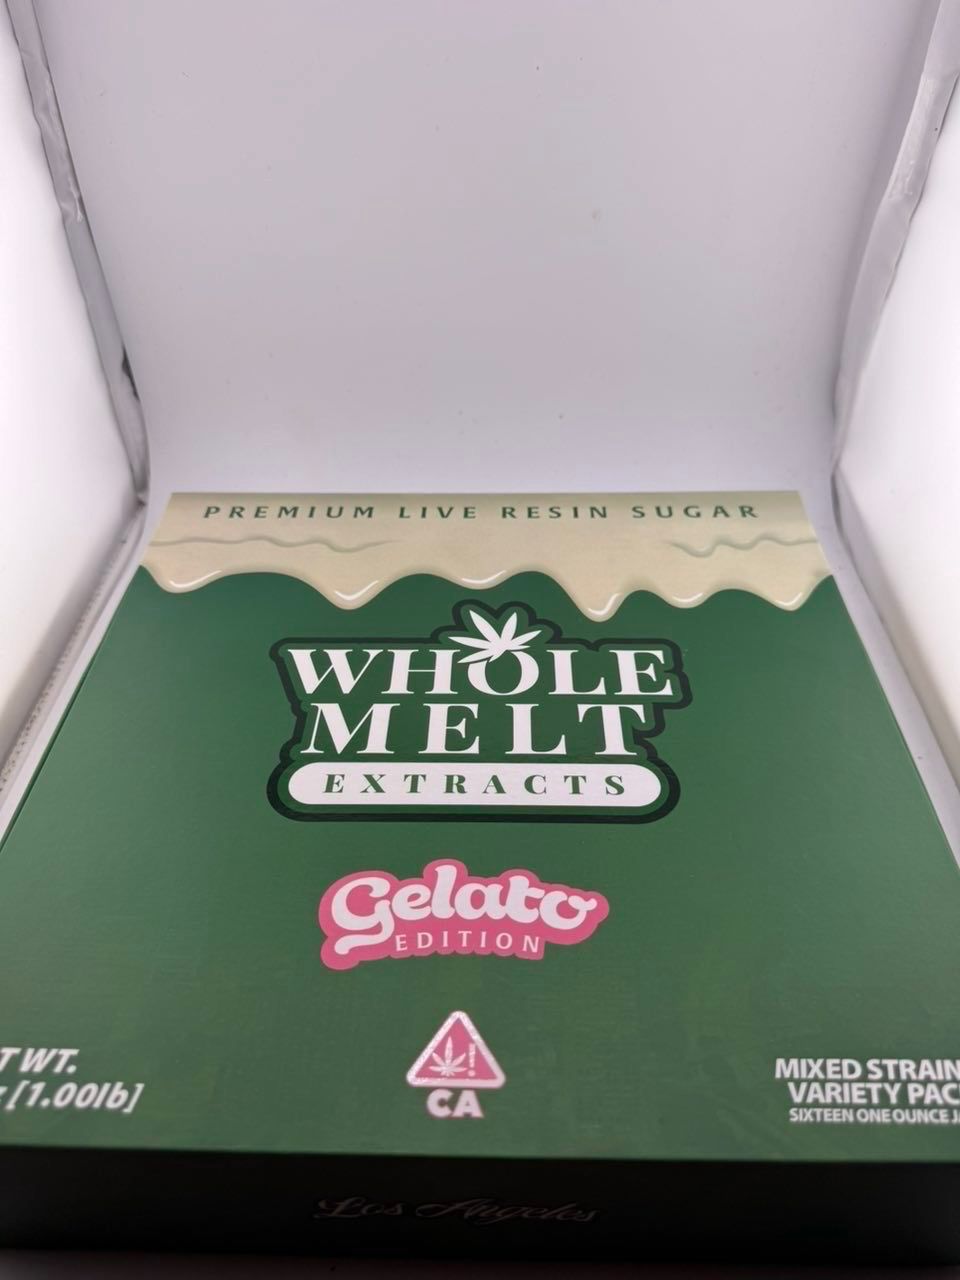 PREMIUM LIVE RESIN SUGAR
WHOLE
MELT
EXTRACTS
Gelato
EDITION
T WT.
[1.00lb]
CA
MIXED STRAIN
VARIETY PAC
SIXTEEN ONE OUNCE J
Los Angeles